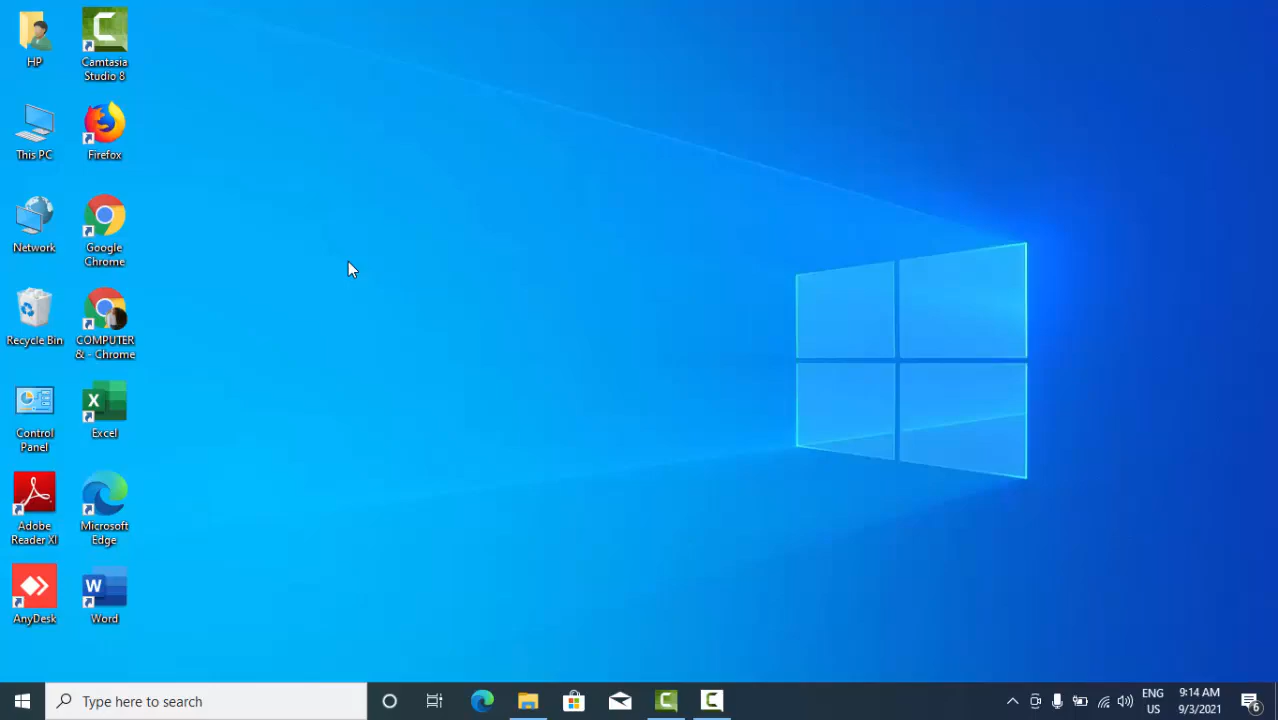 HP
Camtasia
Studio 8
This PC
Firefox
Network
Google
Chrome
Recycle Bin
COMPUTER
& - Chrome
Control
Panel
Excel
Adobe
Reader XI
Microsoft
Edge
AnyDesk
Word
Type here to search
ENG
US
9:14 AM
9/3/2021
6